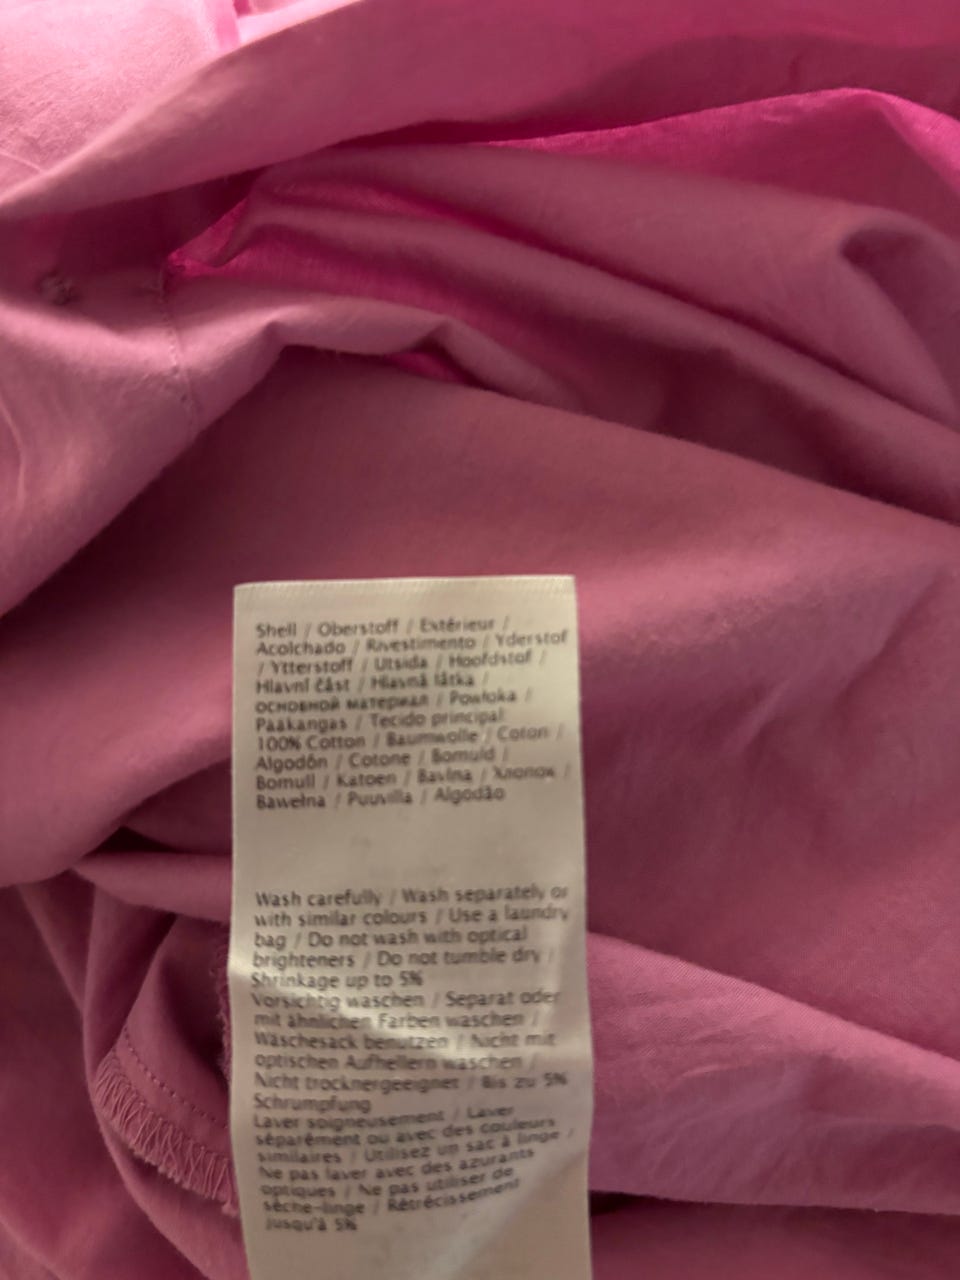 Shell / Oberstoff / Extérieur /
Acolchado / Rivestimento / Yderstof
/ Ytterstoff / Utsida / Hoofdstof /
Hlavní část / Hlavná látka /
основной материал / Powłoka /
Pääkangas / Tecido principal:
100% Cotton / Baumwolle / Coton /
Algodón / Cotone / Bomuld /
Bomull / Katoen / Bavlna / Хлопок /
Bawełna / Puuvilla / Algodão
Wash carefully / Wash separately or
with similar colours / Use a laundry
bag / Do not wash with optical
brighteners / Do not tumble dry /
Shrinkage up to 5%
Vorsichtig waschen / Separat oder
mit ähnlichen Farben waschen /
Wäschesack benutzen / Nicht mit
optischen Aufhellern waschen /
Nicht trocknergeeignet / Bis zu 5%
Schrumpfung
Laver soigneusement / Laver
séparément ou avec des couleurs
similaires / Utilisez un sac à linge /
Ne pas laver avec des azurants
optiques / Ne pas utiliser de
sèche-linge / Rétrécissement
jusqu'à 5%